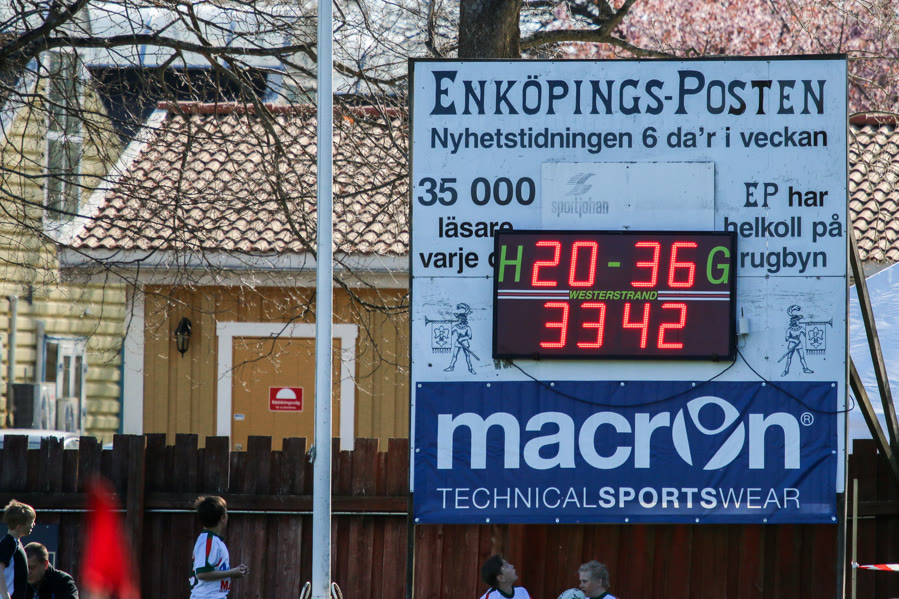 ENKÖPINGS-POSTEN
Nyhetstidningen 6 da'r i veckan
35 000
läsare
varje
sportjohan
EP har
helkoll på
rugbyn
H 20-36 G
WESTERSTRAND
33 42
macron®
TECHNICALSPORTSWEAR